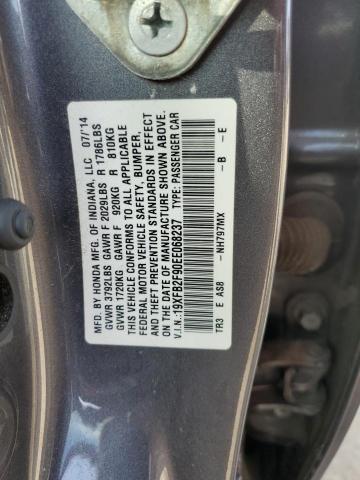 MFD. BY HONDA MFG. OF INDIANA, LLC 07/'14
GVWR 3792LBS GAWR F 2029LBS R 1786LBS
GVWR 1720KG GAWR F 920KG R 810KG
THIS VEHICLE CONFORMS TO ALL APPLICABLE
FEDERAL MOTOR VEHICLE SAFETY, BUMPER,
AND THEFT PREVENTION STANDARDS IN EFFECT
ON THE DATE OF MANUFACTURE SHOWN ABOVE.
V.I.N.:19XFB2F90EE068237 TYPE: PASSENGER CAR
TR3 E AS8 -NH797MX -B -E